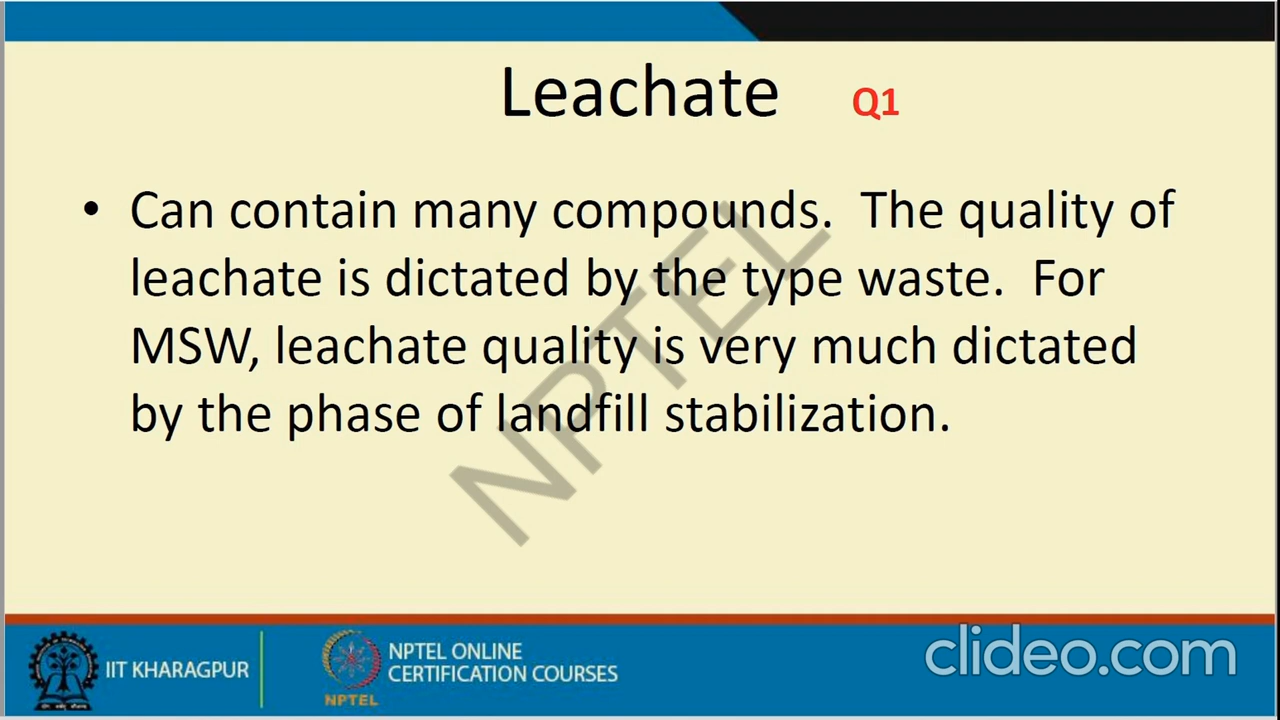 Leachate Q1
• Can contain many compounds. The quality of
leachate is dictated by the type waste. For
MSW, leachate quality is very much dictated
by the phase of landfill stabilization.
NPTEL
IIT KHARAGPUR
NPTEL
NPTEL ONLINE
CERTIFICATION COURSES
clideo.com